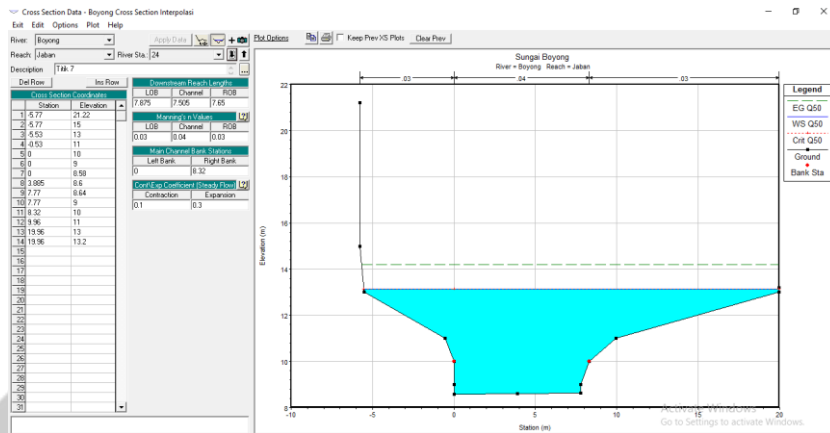 Cross Section Data - Boyong Cross Section Interpolasi
Exit Edit Options Plot Help
River: Boyong Apply Data Plot Options Keep Prev XS Plots Clear Prev
Reach: Jaban River Sta.: 24
Description Titik 7
Del Row Ins Row
Cross Section Coordinates
Station Elevation
1 -5.77 21.22
2 -5.77 15
3 -5.53 13
4 -0.53 11
5 0 10
6 0 9
7 0 8.58
8 3.885 8.6
9 7.77 8.64
10 7.77 9
11 8.32 10
12 9.96 11
13 19.96 13
14 19.96 13.2
15
16
17
18
19
20
21
22
23
24
25
26
27
28
29
30
31
Downstream Reach Lengths
LOB Channel ROB
7.875 7.505 7.65
Manning's n Values
LOB Channel ROB
0.03 0.04 0.03
Main Channel Bank Stations
Left Bank Right Bank
0 8.32
Cont\Exp Coefficient (Steady Flow)
Contraction Expansion
0.1 0.3
Sungai Boyong
River = Boyong Reach = Jaban
.03 .04 .03
22
20
18
16
14
12
10
8
Elevation (m)
-10 -5 0 5 10 15 20
Station (m)
Legend
EG Q50
WS Q50
Crit Q50
Ground
Bank Sta
Activate Windows
Go to Settings to activate Windows.